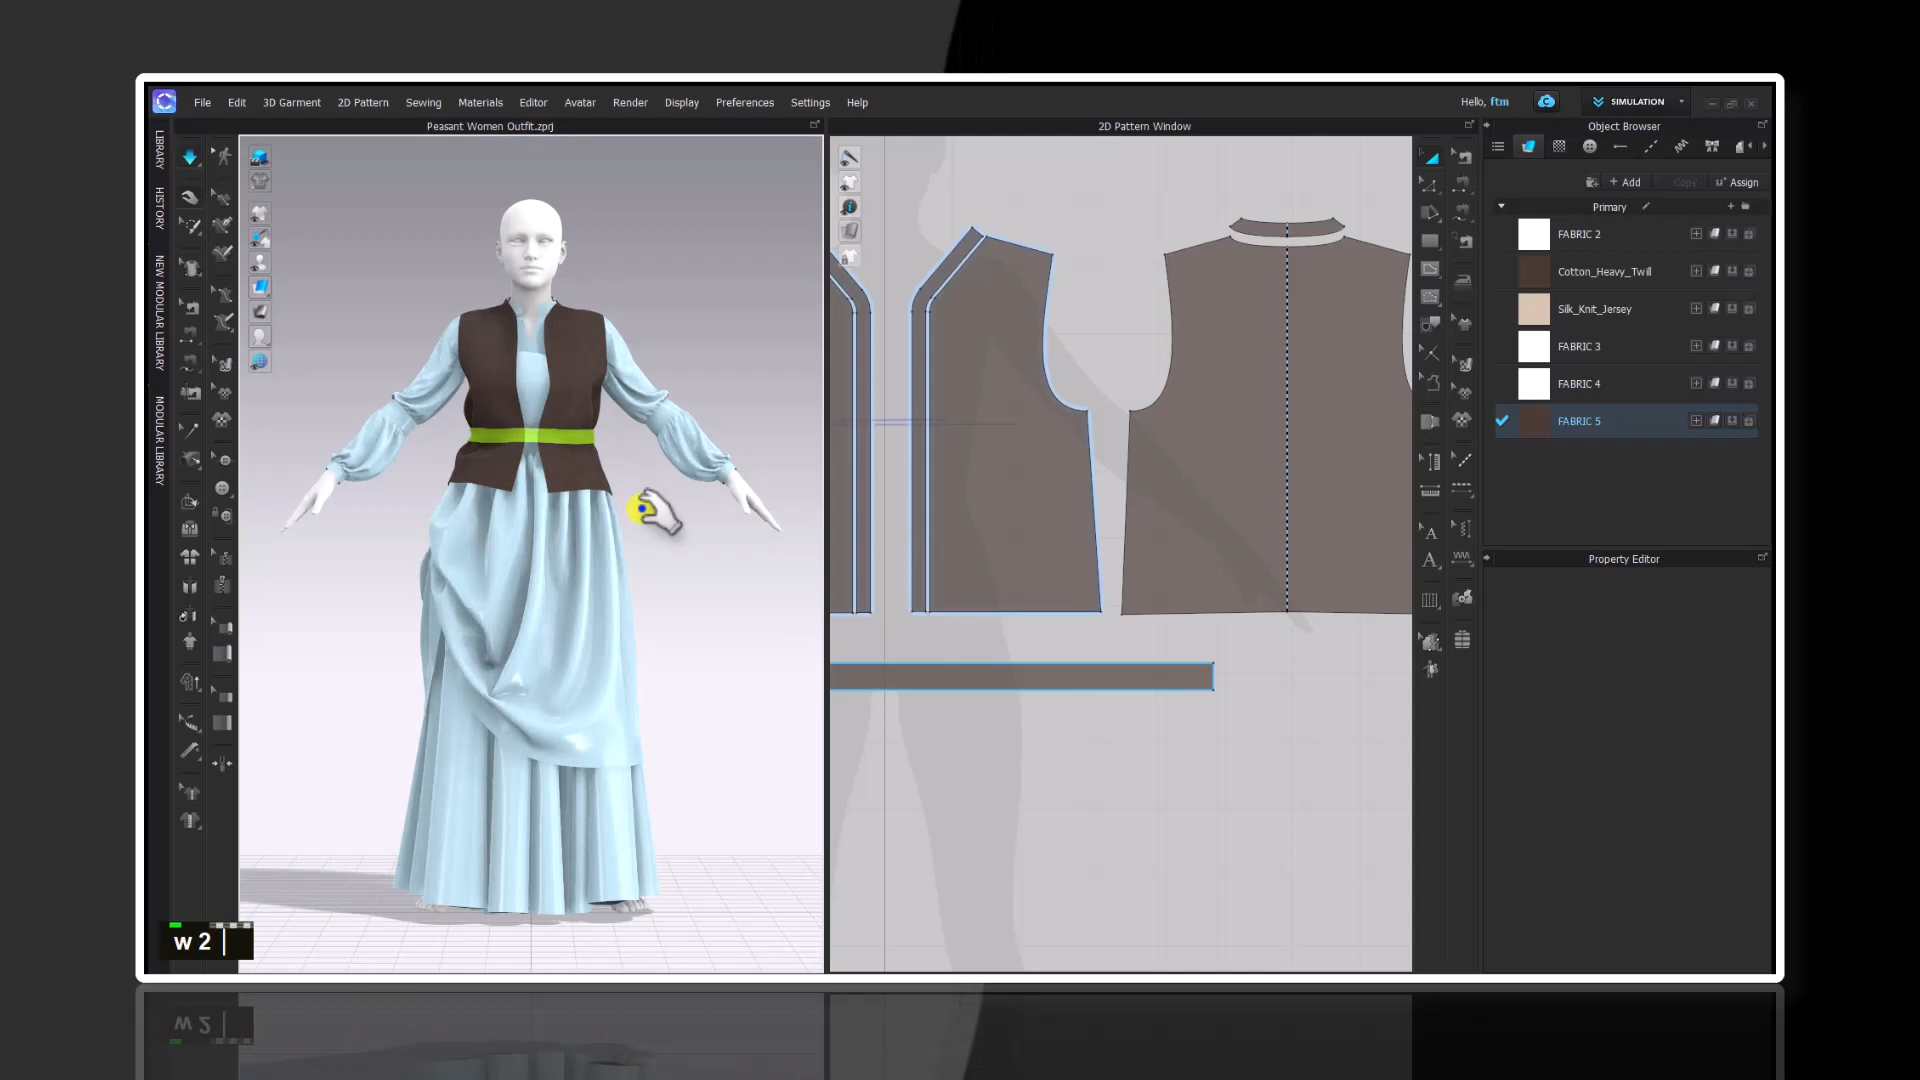 File Edit 3D Garment 2D Pattern Sewing Materials Editor Avatar Render Display Preferences Settings Help
Hello, ftm
SIMULATION
Peasant Women Outfit.zprj
2D Pattern Window
Object Browser
LIBRARY
HISTORY
NEW MODULAR LIBRARY
MODULAR LIBRARY
+ Add Copy Assign
Primary
FABRIC 2
Cotton_Heavy_Twill
Silk_Knit_Jersey
FABRIC 3
FABRIC 4
FABRIC 5
Property Editor
w 2